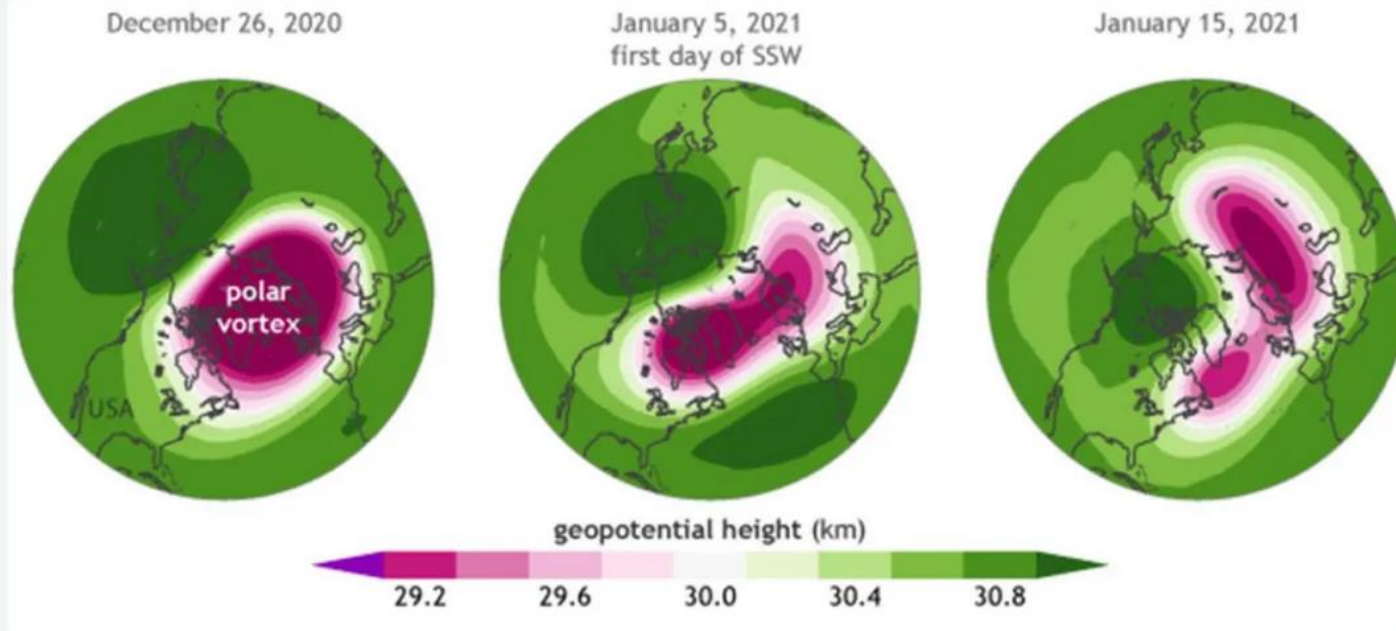 December 26, 2020
January 5, 2021
first day of SSW
January 15, 2021
polar
vortex
USA
geopotential height (km)
29.2 29.6 30.0 30.4 30.8